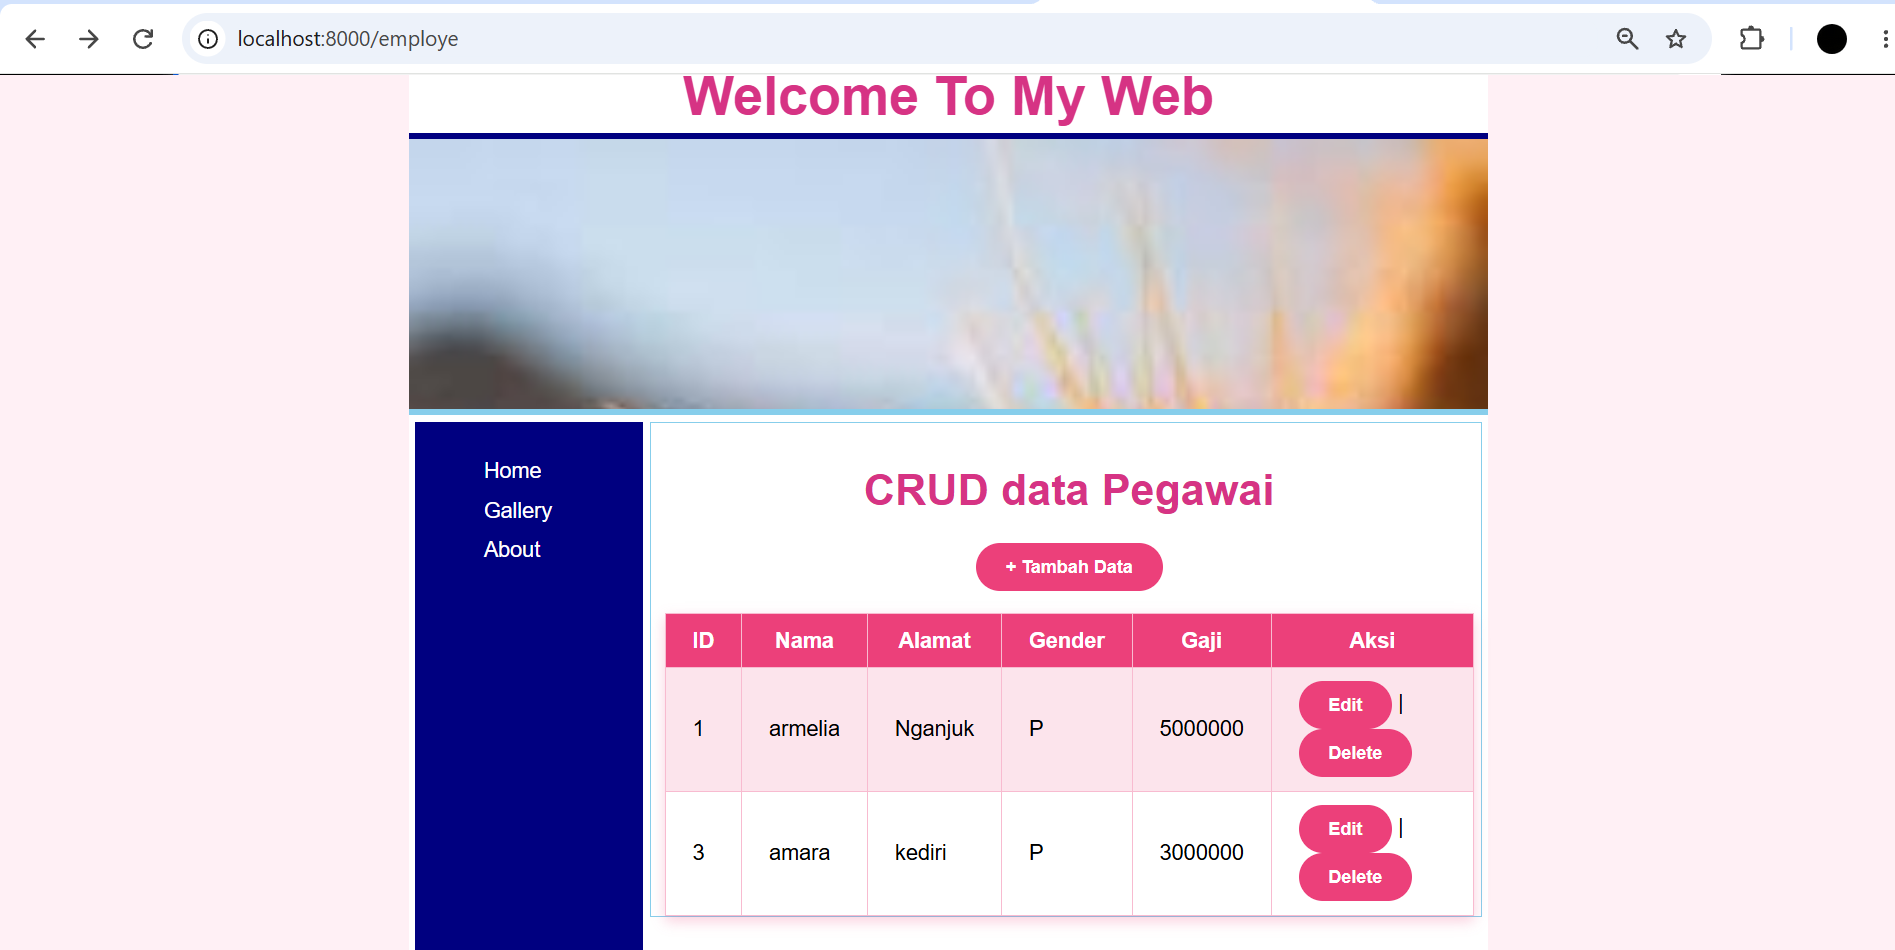 localhost:8000/employe
Welcome To My Web
Home
Gallery
About
CRUD data Pegawai
+ Tambah Data
ID Nama Alamat Gender Gaji Aksi
1 armelia Nganjuk P 5000000 Edit |
Delete
3 amara kediri P 3000000 Edit |
Delete